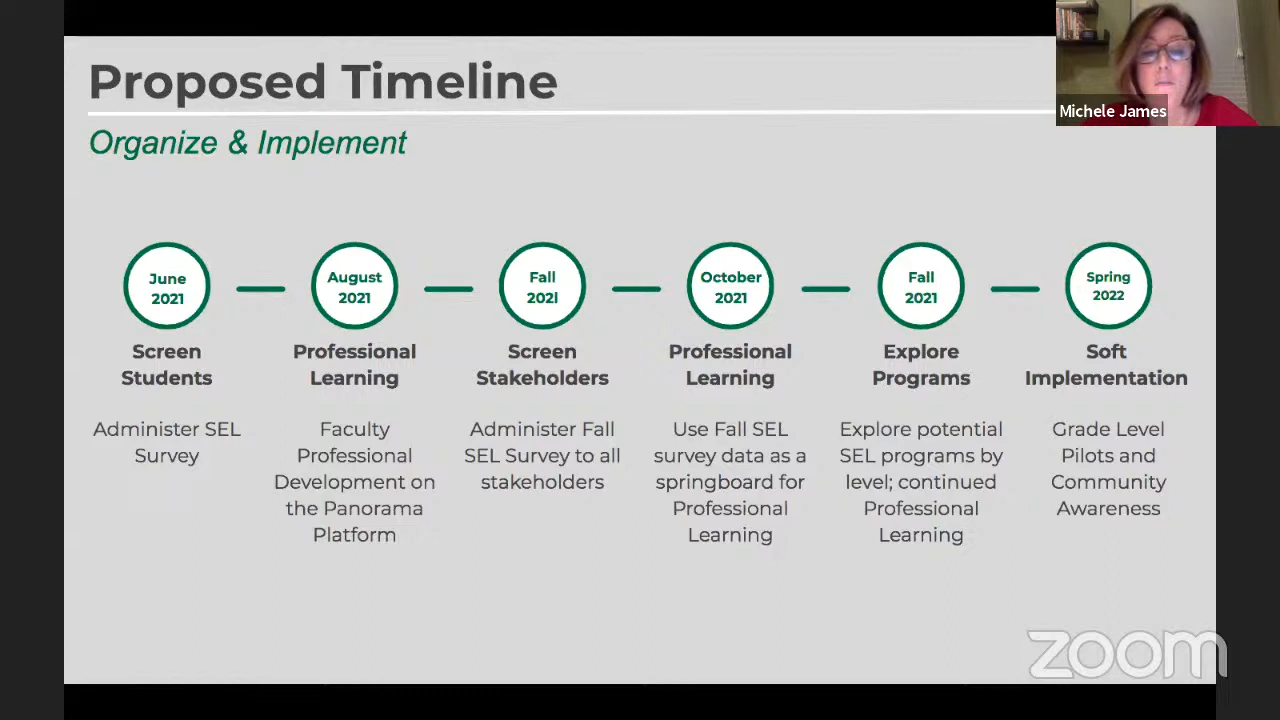 Proposed Timeline
Michele James
Organize & Implement
June
2021
August
2021
Fall
202l
October
2021
Fall
2021
Spring
2022
Screen
Students
Professional
Learning
Screen
Stakeholders
Professional
Learning
Explore
Programs
Soft
Implementation
Administer SEL
Survey
Faculty
Professional
Development on
the Panorama
Platform
Administer Fall
SEL Survey to all
stakeholders
Use Fall SEL
survey data as a
springboard for
Professional
Learning
Explore potential
SEL programs by
level; continued
Professional
Learning
Grade Level
Pilots and
Community
Awareness
zoom